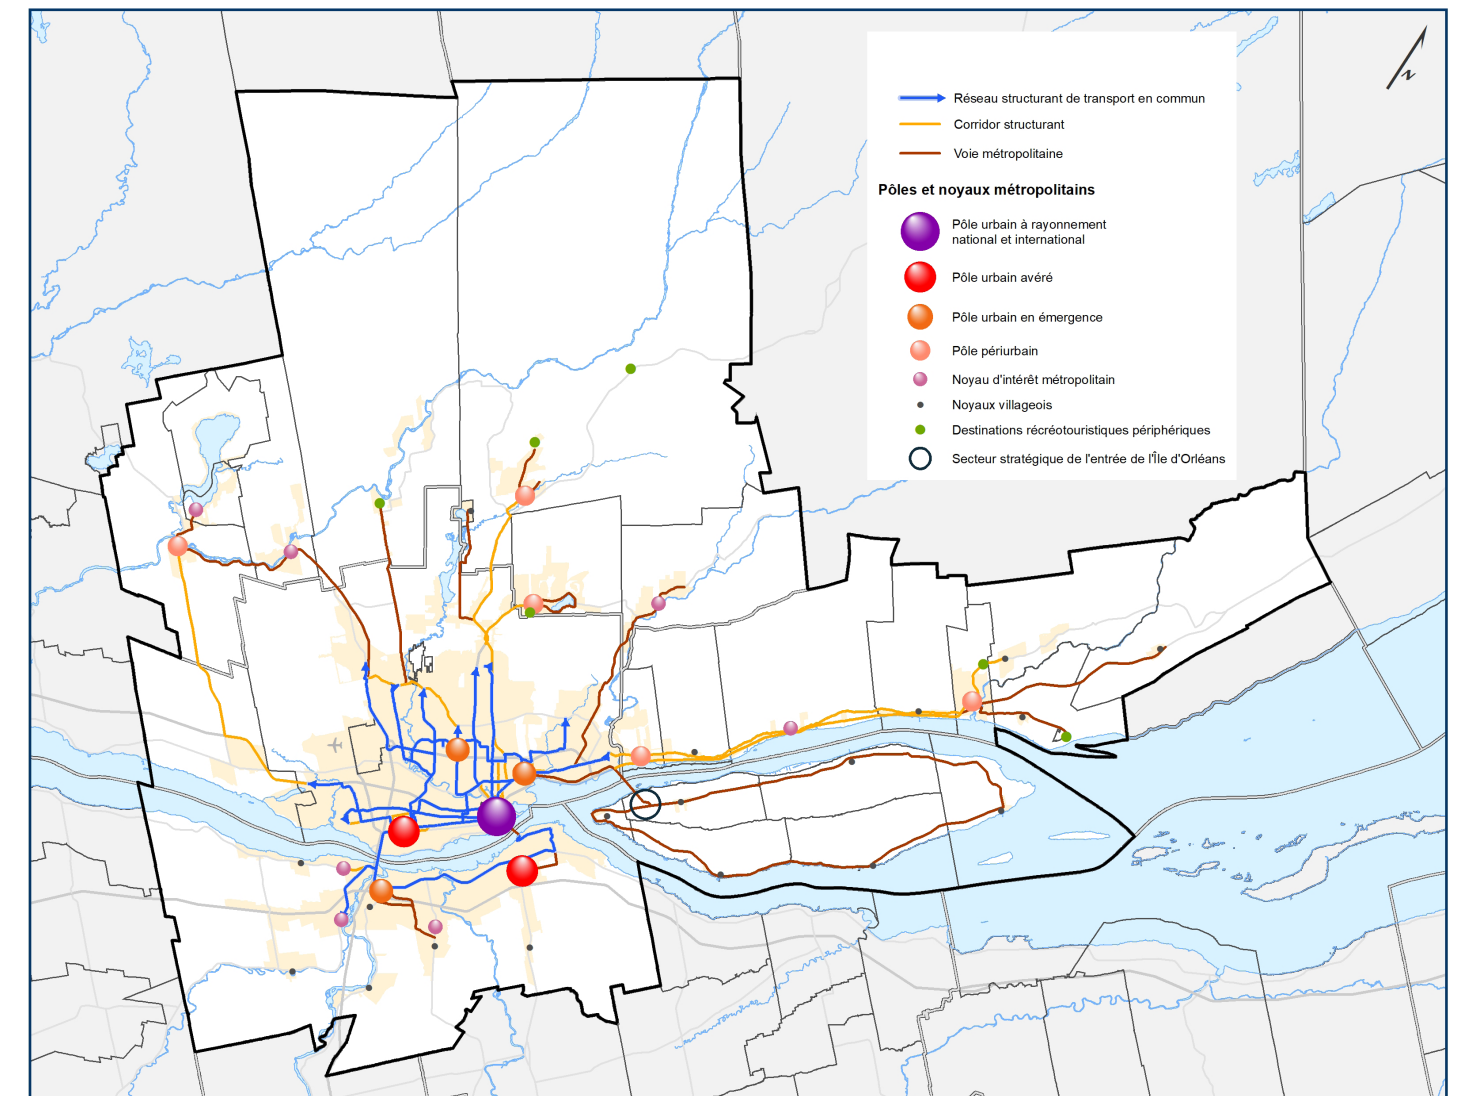 N
Réseau structurant de transport en commun
Corridor structurant
Voie métropolitaine
Pôles et noyaux métropolitains
Pôle urbain à rayonnement
national et international
Pôle urbain avéré
Pôle urbain en émergence
Pôle périurbain
Noyau d'intérêt métropolitain
Noyaux villageois
Destinations récréotouristiques périphériques
Secteur stratégique de l'entrée de l'Île d'Orléans